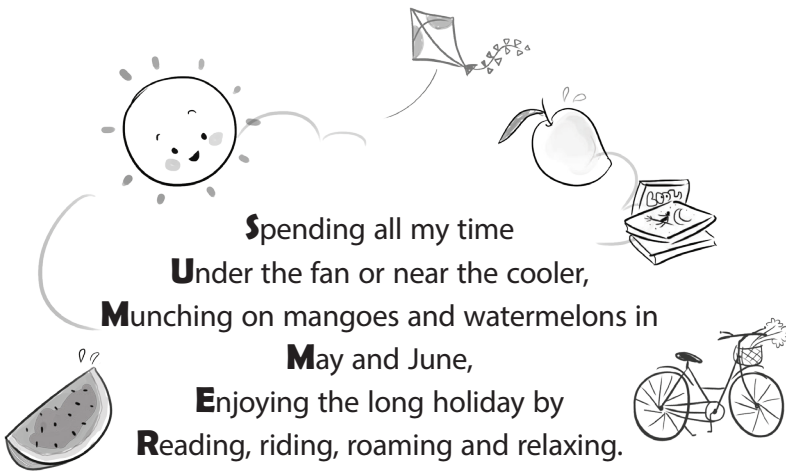 Spending all my time
Under the fan or near the cooler,
Munching on mangoes and watermelons in
May and June,
Enjoying the long holiday by
Reading, riding, roaming and relaxing.